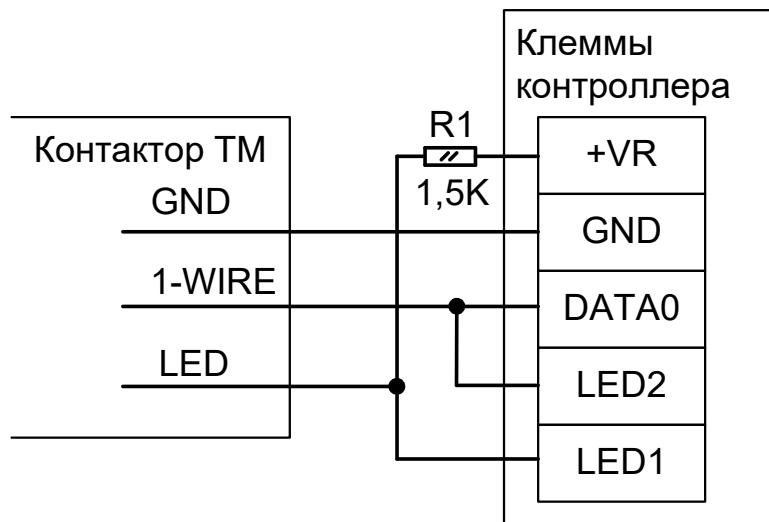 Клеммы
контроллера
R1
Контактор ТМ
+VR
1,5K
GND
GND
1-WIRE
DATA0
LED
LED2
LED1